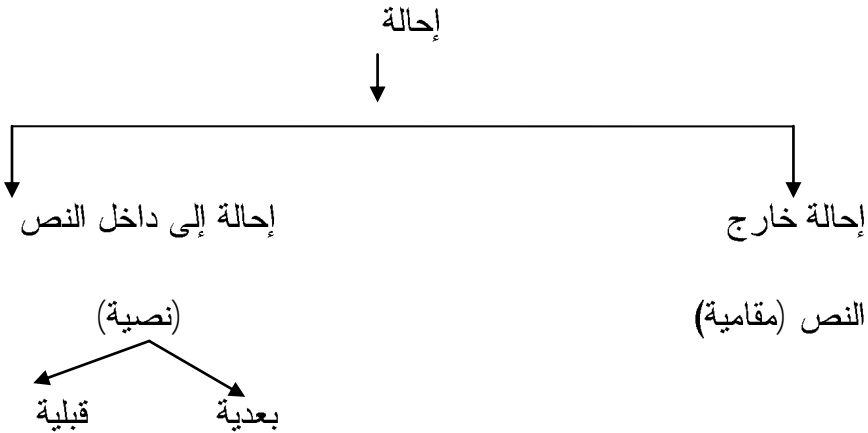 إحالة
إحالة خارج
النص (مقامية)
إحالة إلى داخل النص
(نصية)
بعدية
قبلية